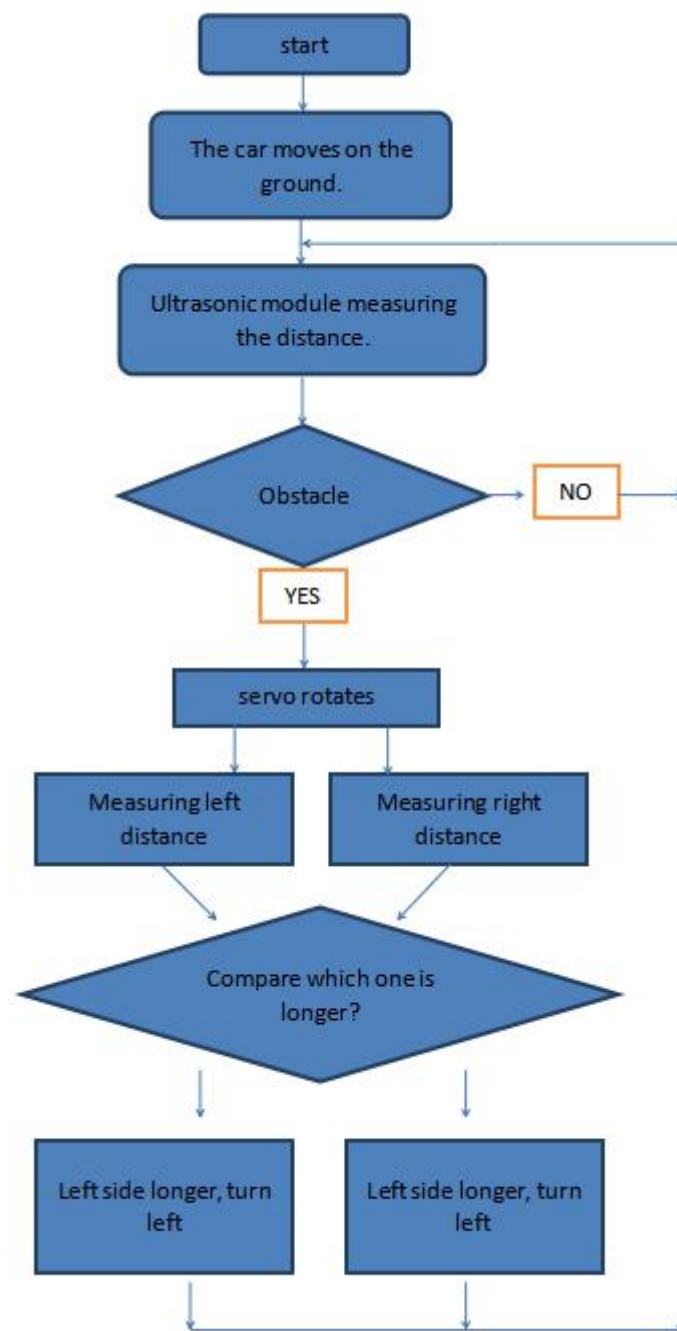 start
The car moves on the
ground.
Ultrasonic module measuring
the distance.
Obstacle
NO
YES
servo rotates
Measuring left
distance
Measuring right
distance
Compare which one is
longer?
Left side longer, turn
left
Left side longer, turn
left